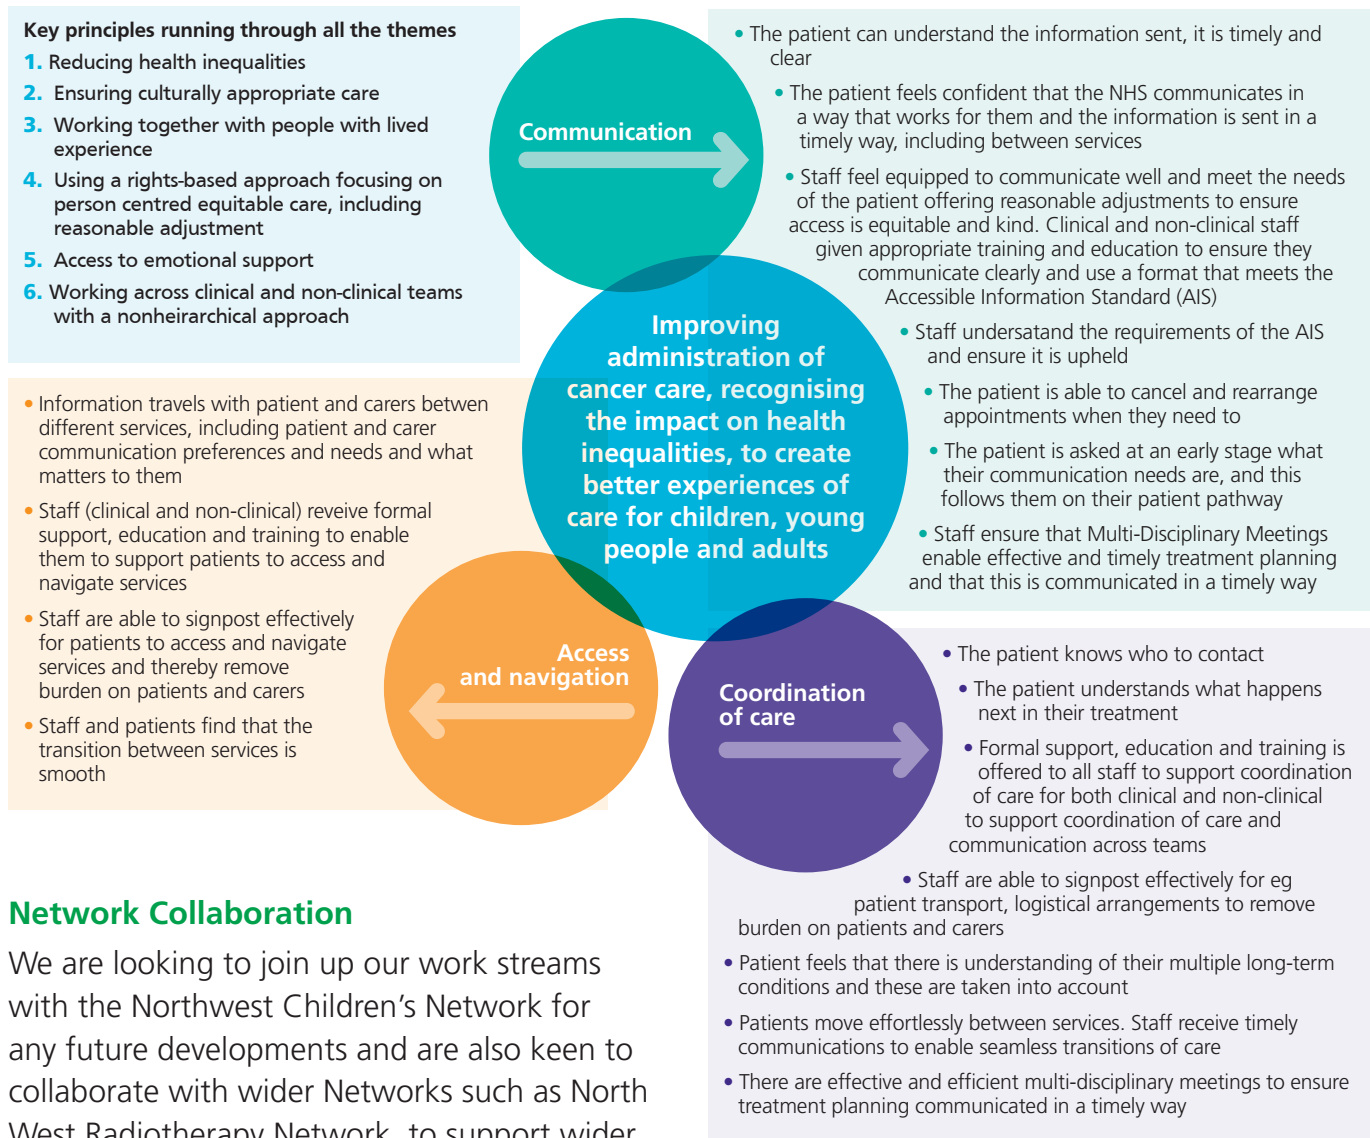 Key principles running through all the themes
1. Reducing health inequalities
2. Ensuring culturally appropriate care
3. Working together with people with lived
experience
4. Using a rights-based approach focusing on
person centred equitable care, including
reasonable adjustment
5. Access to emotional support
6. Working across clinical and non-clinical teams
with a nonheirarchical approach
Communication
• The patient can understand the information sent, it is timely and
clear
• The patient feels confident that the NHS communicates in
a way that works for them and the information is sent in a
timely way, including between services
• Staff feel equipped to communicate well and meet the needs
of the patient offering reasonable adjustments to ensure
access is equitable and kind. Clinical and non-clinical staff
given appropriate training and education to ensure they
communicate clearly and use a format that meets the
Accessible Information Standard (AIS)
• Staff undersatand the requirements of the AIS
and ensure it is upheld
• The patient is able to cancel and rearrange
appointments when they need to
• The patient is asked at an early stage what
their communication needs are, and this
follows them on their patient pathway
• Staff ensure that Multi-Disciplinary Meetings
enable effective and timely treatment planning
and that this is communicated in a timely way
Improving
administration of
cancer care, recognising
the impact on health
inequalities, to create
better experiences of
care for children, young
people and adults
• Information travels with patient and carers betwen
different services, including patient and carer
communication preferences and needs and what
matters to them
• Staff (clinical and non-clinical) reveive formal
support, education and training to enable
them to support patients to access and
navigate services
• Staff are able to signpost effectively
for patients to access and navigate
services and thereby remove
burden on patients and carers
• Staff and patients find that the
transition between services is
smooth
Access
and navigation
Coordination
of care
• The patient knows who to contact
• The patient understands what happens
next in their treatment
• Formal support, education and training is
offered to all staff to support coordination
of care for both clinical and non-clinical
to support coordination of care and
communication across teams
• Staff are able to signpost effectively for eg
patient transport, logistical arrangements to remove
burden on patients and carers
• Patient feels that there is understanding of their multiple long-term
conditions and these are taken into account
• Patients move effortlessly between services. Staff receive timely
communications to enable seamless transitions of care
• There are effective and efficient multi-disciplinary meetings to ensure
treatment planning communicated in a timely way
Network Collaboration
We are looking to join up our work streams
with the Northwest Children's Network for
any future developments and are also keen to
collaborate with wider Networks such as North
West Radiotherapy Network, to support wider